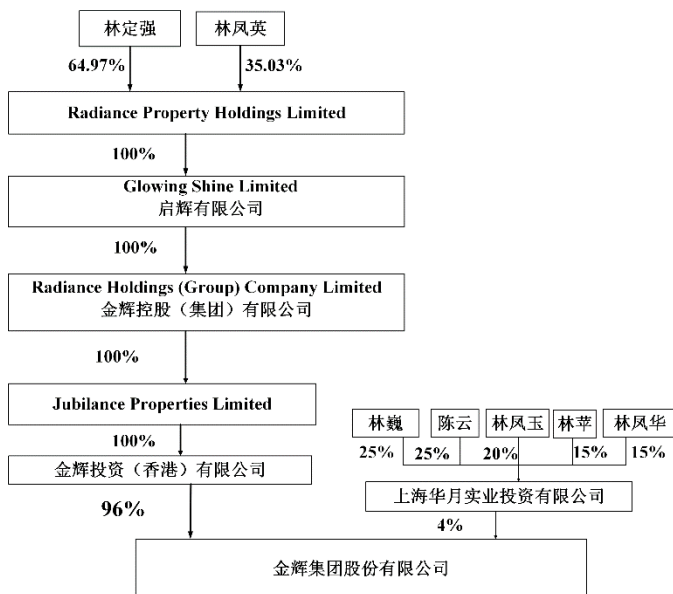 林定强
林凤英
64.97%
35.03%
Radiance Property Holdings Limited
100%
Glowing Shine Limited
启辉有限公司
100%
Radiance Holdings (Group) Company Limited
金辉控股（集团）有限公司
100%
Jubilance Properties Limited
100%
金辉投资（香港）有限公司
96%
林巍
陈云
林凤玉
林苹
林凤华
25%
25%
20%
15%
15%
上海华月实业投资有限公司
4%
金辉集团股份有限公司